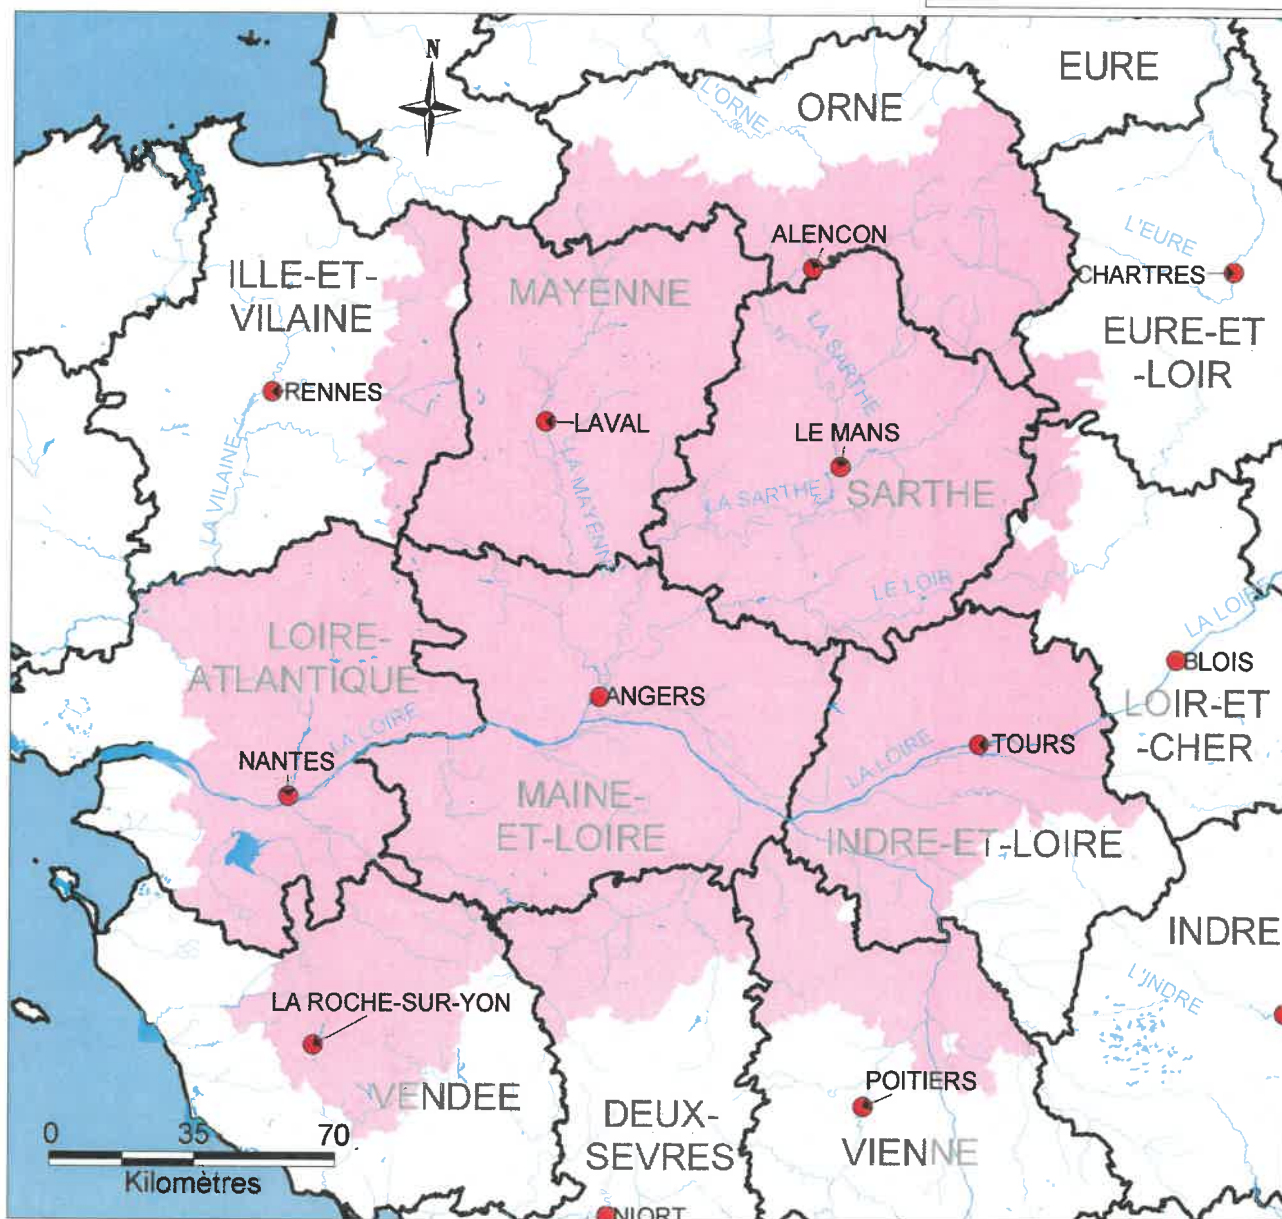 N
EURE
ORNE
L'ORNE
ALENCON
L'EURE
CHARTRES
ILLE-ET-
VILAINE
MAYENNE
EURE-ET
-LOIR
LA SARTHE
RENNES
LAVAL
LE MANS
LA VILAINE
LA MAYENNE
LA SARTHE
SARTHE
LE LOIR
LA LOIRE
LOIRE-
ATLANTIQUE
BLOIS
ANGERS
LOIR-ET
-CHER
LA LOIRE
LA LOIRE
TOURS
NANTES
MAINE-
ET-LOIRE
INDRE-ET-LOIRE
INDRE
L'INDRE
LA ROCHE-SUR-YON
POITIERS
VENDEE
DEUX-
SEVRES
VIENNE
0 35 70
Kilomètres
NIORT